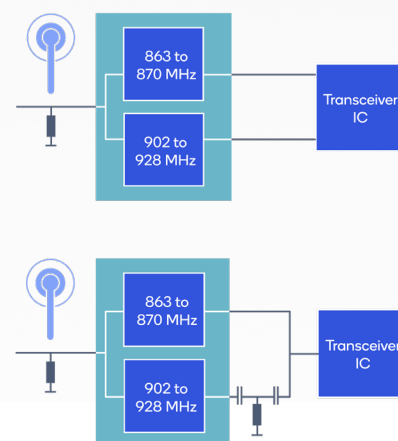 863 to
870 MHz
902 to
928 MHz
Transceiver
IC
863 to
870 MHz
902 to
928 MHz
Transceiver
IC